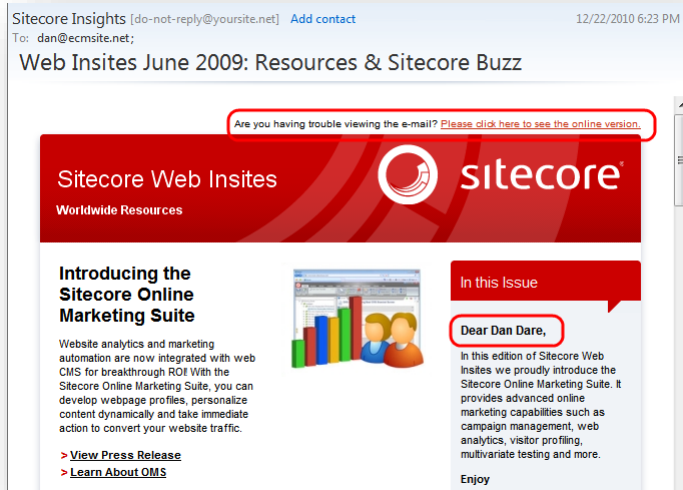 Sitecore Insights [do-not-reply@yoursite.net] Add contact 12/22/2010 6:23 PM
To: dan@ecmsite.net;
Web Insites June 2009: Resources & Sitecore Buzz
Are you having trouble viewing the e-mail? Please click here to see the online version.
Sitecore Web Insites
Worldwide Resources
sitecore
Introducing the
Sitecore Online
Marketing Suite
Website analytics and marketing
automation are now integrated with web
CMS for breakthrough ROI! With the
Sitecore Online Marketing Suite, you can
develop webpage profiles, personalize
content dynamically and take immediate
action to convert your website traffic.
> View Press Release
> Learn About OMS
In this Issue
Dear Dan Dare,
In this edition of Sitecore Web
Insites we proudly introduce the
Sitecore Online Marketing Suite. It
provides advanced online
marketing capabilities such as
campaign management, web
analytics, visitor profiling,
multivariate testing and more.
Enjoy